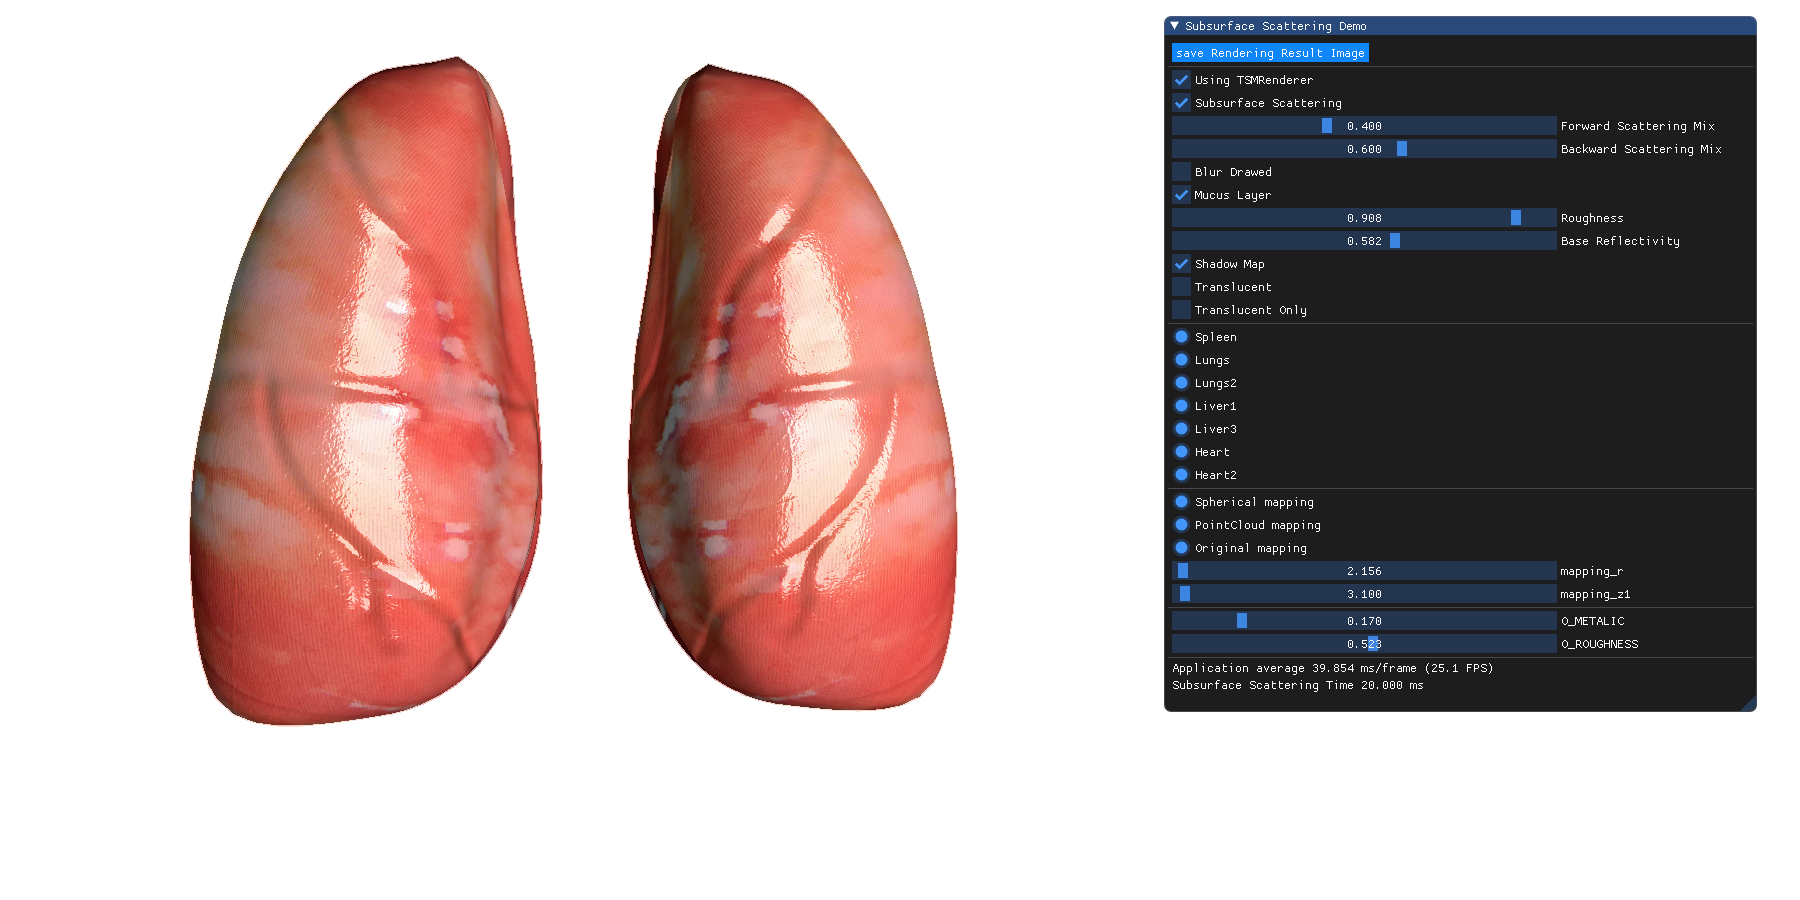 Subsurface Scattering Demo
save Rendering Result Image
Using TSMRenderer
Subsurface Scattering
0.400 Forward Scattering Mix
0.600 Backward Scattering Mix
Blur Drawed
Mucus Layer
0.908 Roughness
0.582 Base Reflectivity
Shadow Map
Translucent
Translucent Only
Spleen
Lungs
Lungs2
Liver1
Liver3
Heart
Heart2
Spherical mapping
PointCloud mapping
Original mapping
2.156 mapping_r
3.100 mapping_z1
0.170 O_METALIC
0.523 O_ROUGHNESS
Application average 39.854 ms/frame (25.1 FPS)
Subsurface Scattering Time 20.000 ms